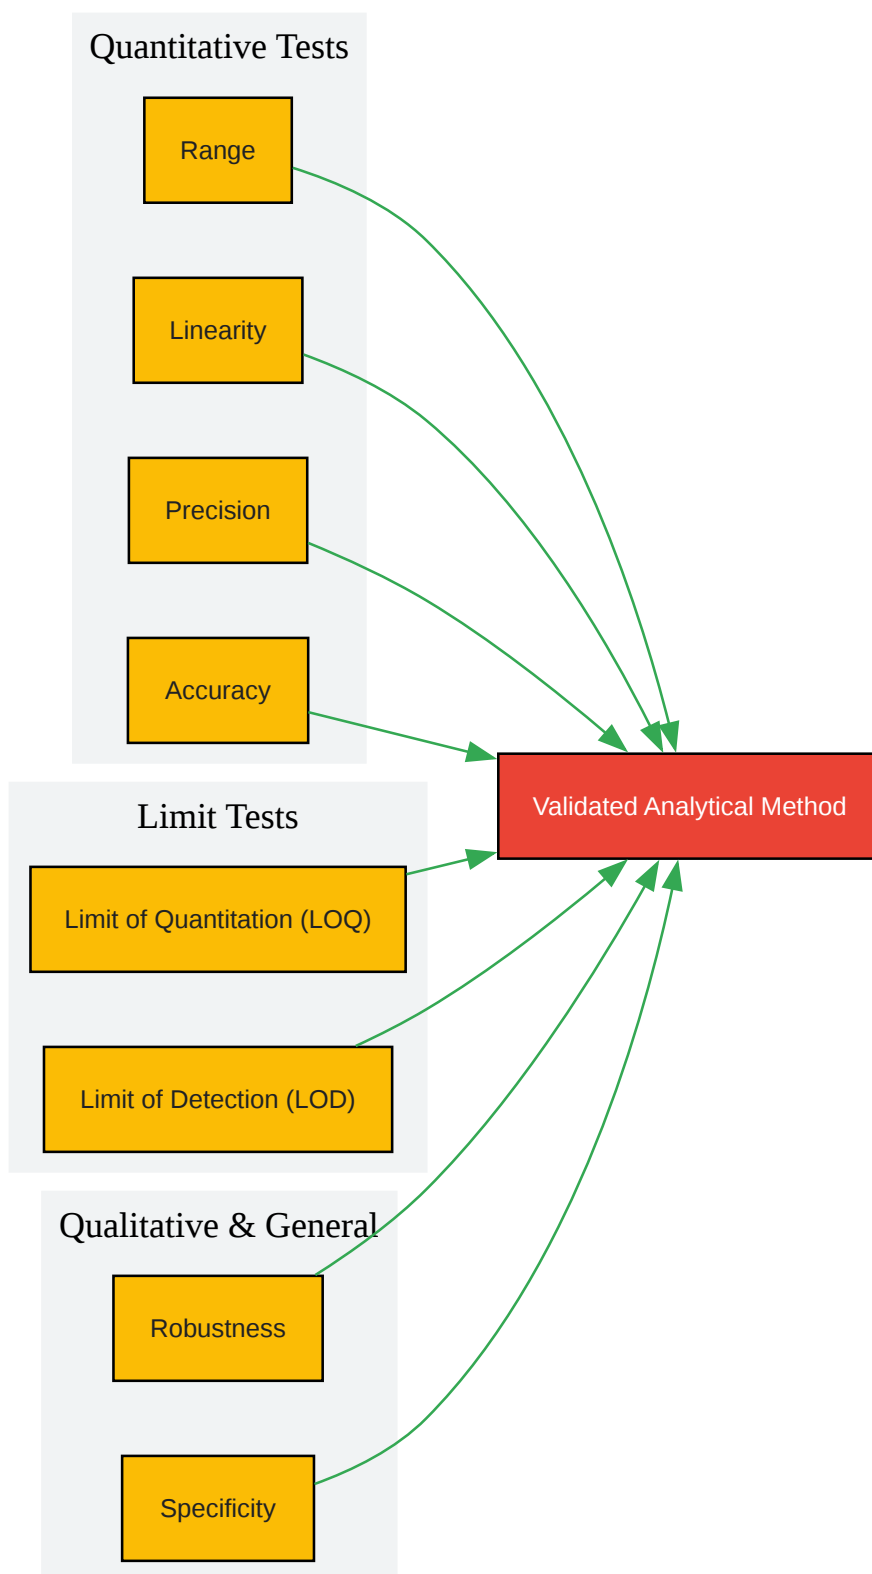 Quantitative Tests
Range
Linearity
Precision
Accuracy
Validated Analytical Method
Limit Tests
Limit of Quantitation (LOQ)
Limit of Detection (LOD)
Qualitative & General
Robustness
Specificity